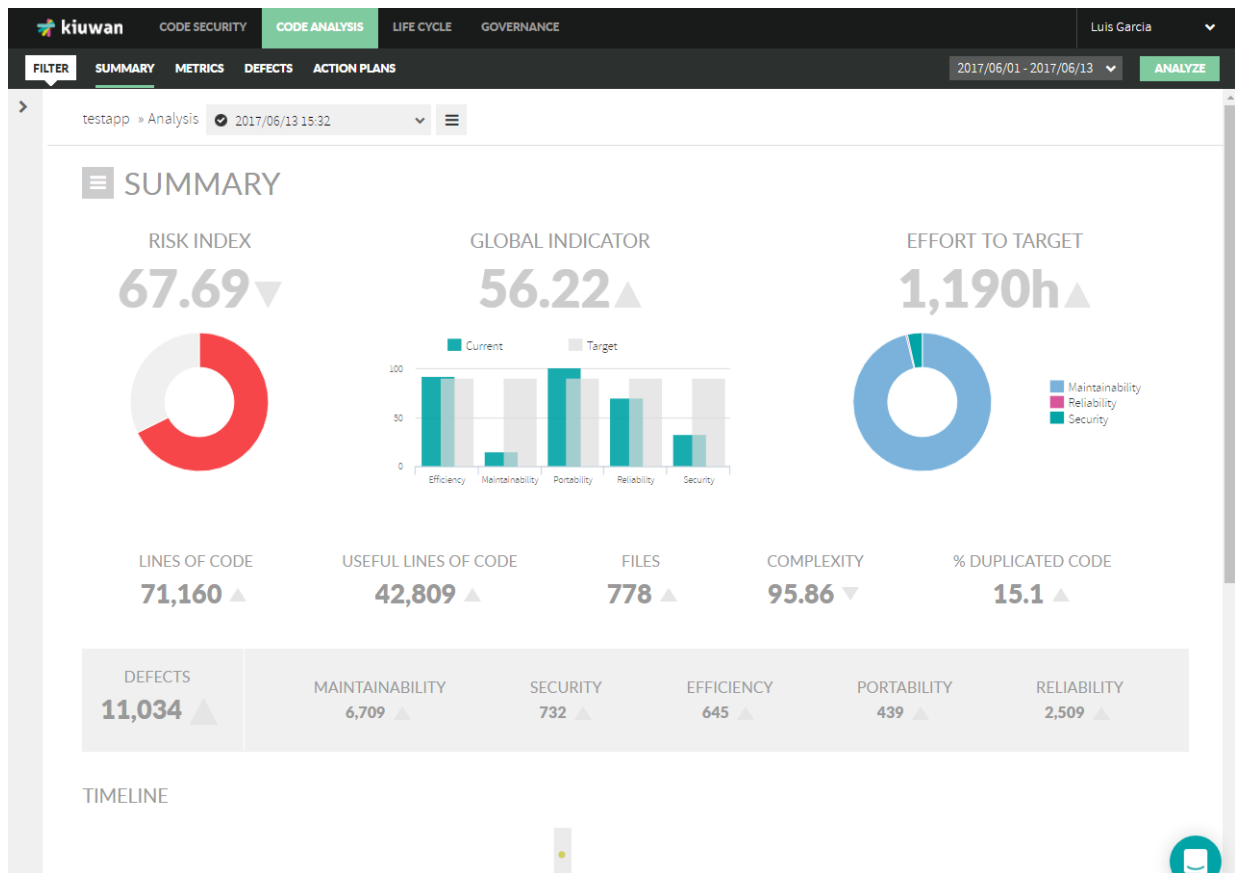 kiuwan CODE SECURITY CODE ANALYSIS LIFE CYCLE GOVERNANCE Luis Garcia
FILTER SUMMARY METRICS DEFECTS ACTION PLANS 2017/06/01 - 2017/06/13 ANALYZE
testapp » Analysis 2017/06/13 15:32
SUMMARY
RISK INDEX GLOBAL INDICATOR EFFORT TO TARGET
67.69 56.22 1,190h
Current Target
100
50
0
Efficiency Maintainability Portability Reliability Security
Maintainability
Reliability
Security
LINES OF CODE USEFUL LINES OF CODE FILES COMPLEXITY % DUPLICATED CODE
71,160 42,809 778 95.86 15.1
DEFECTS MAINTAINABILITY SECURITY EFFICIENCY PORTABILITY RELIABILITY
11,034 6,709 732 645 439 2,509
TIMELINE